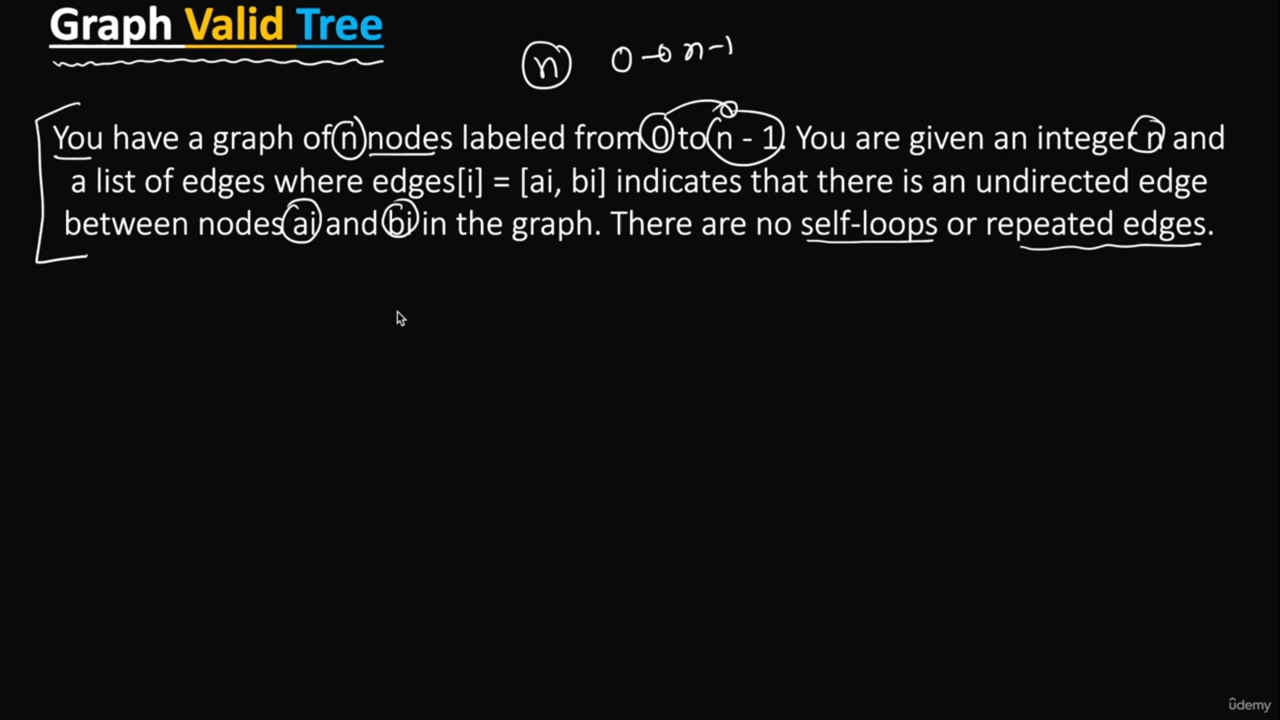 Graph Valid Tree
n 0 → n-1
You have a graph of n nodes labeled from 0 to n - 1. You are given an integer n and
a list of edges where edges[i] = [ai, bi] indicates that there is an undirected edge
between nodes ai and bi in the graph. There are no self-loops or repeated edges.
ûdemy